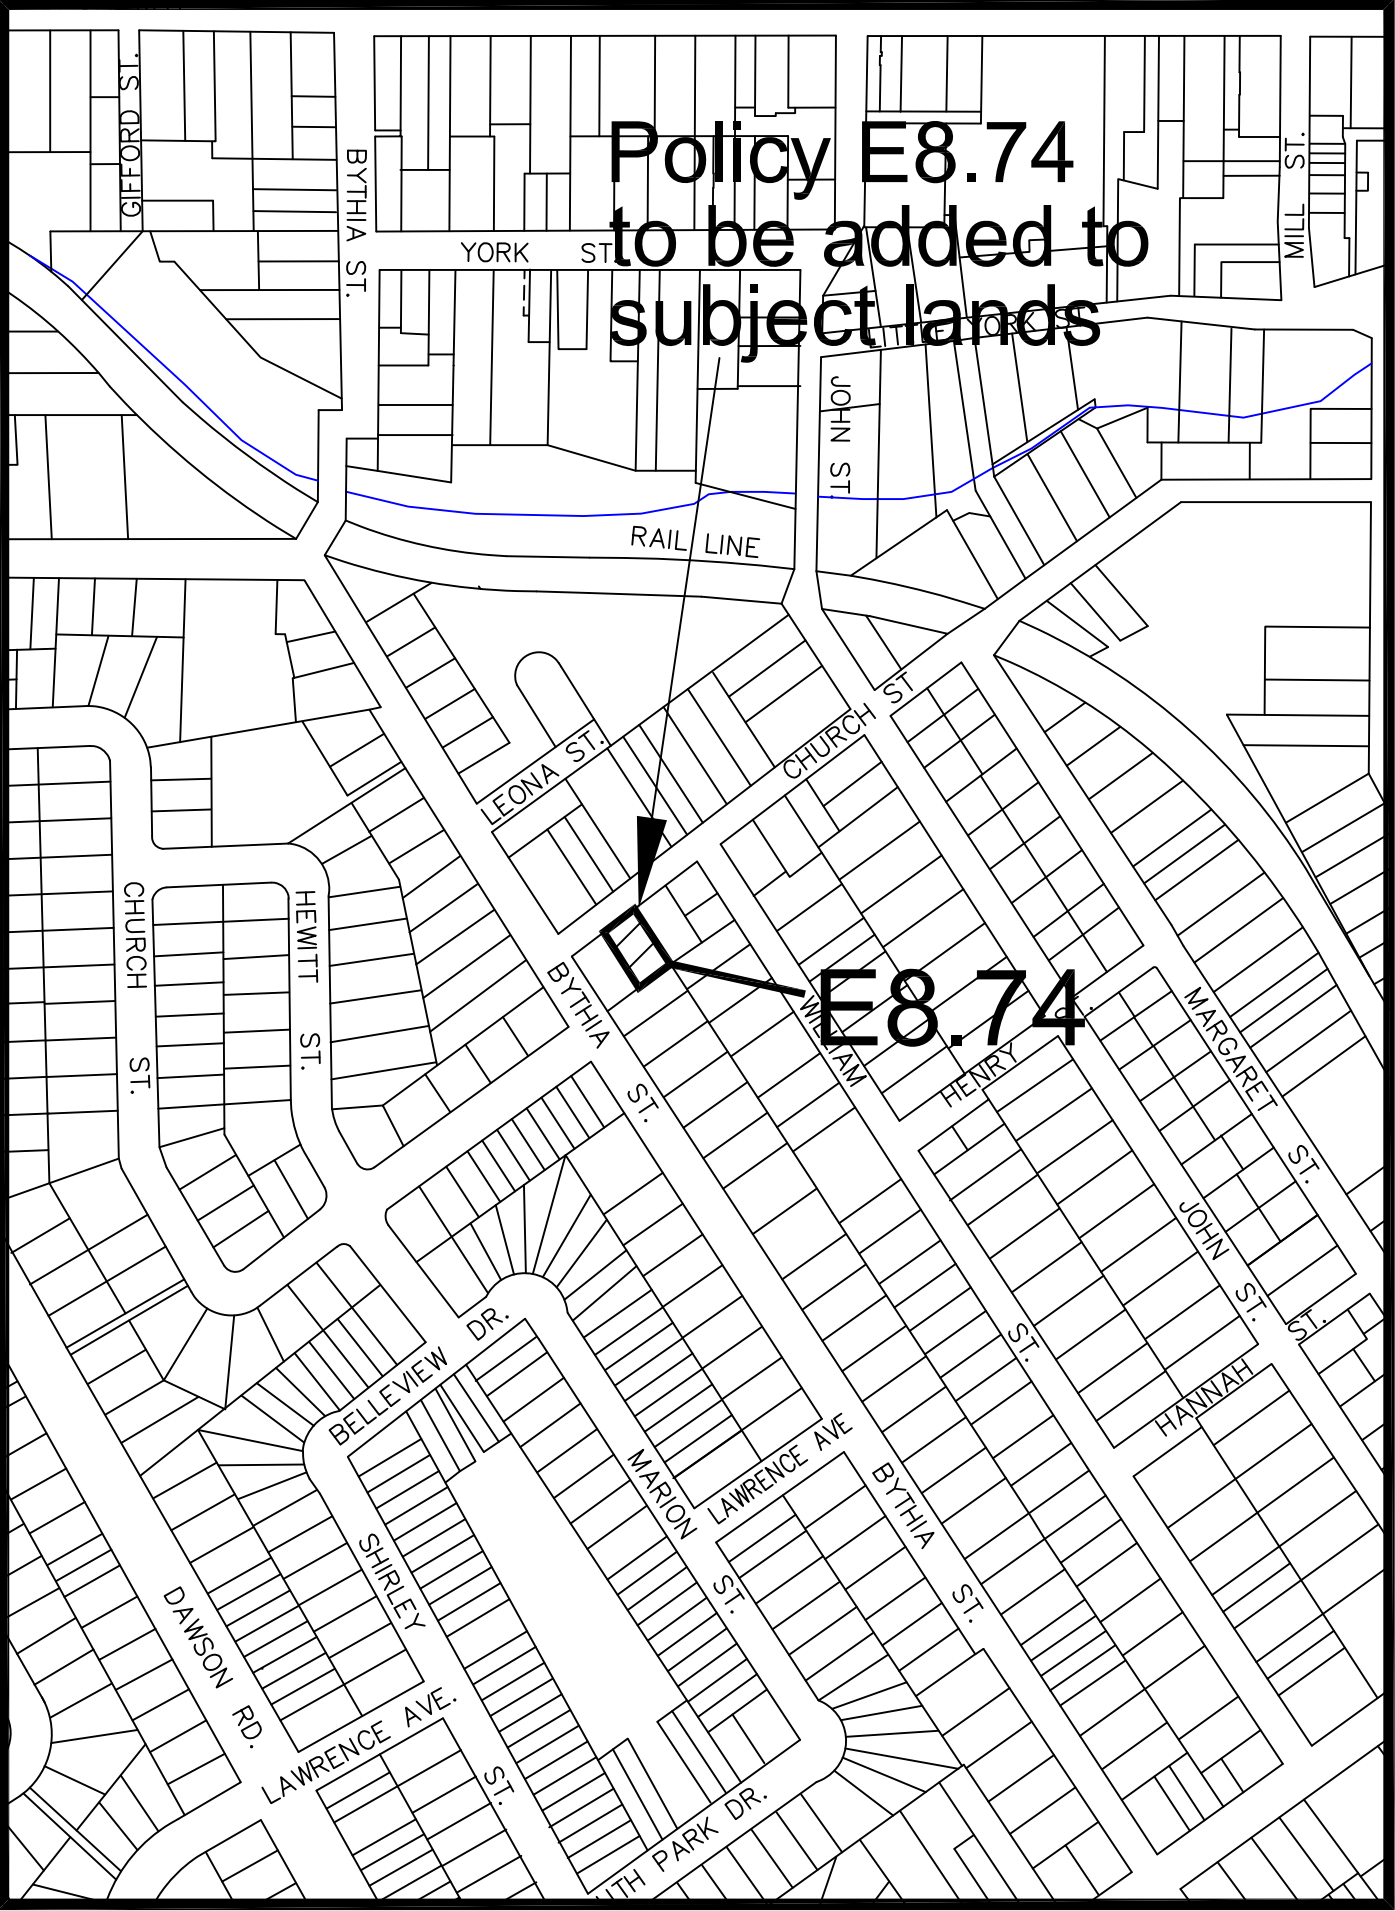 GIFFORD ST.
BYTHIA ST.
Policy E8.74
to be added to
subject lands
MILL ST.
YORK ST.
YORK ST.
JOHN ST.
RAIL LINE
CHURCH ST
LEONA ST.
CHURCH ST.
HEWITT ST.
BYTHIA ST.
E8.74
WILLIAM ST.
HENRY
MARGARET ST.
JOHN ST.
HANNAH ST.
BELLEVIEW DR.
MARION ST.
LAWRENCE AVE
BYTHIA ST.
SHIRLEY ST.
DAWSON RD.
LAWRENCE AVE.
PARK DR.